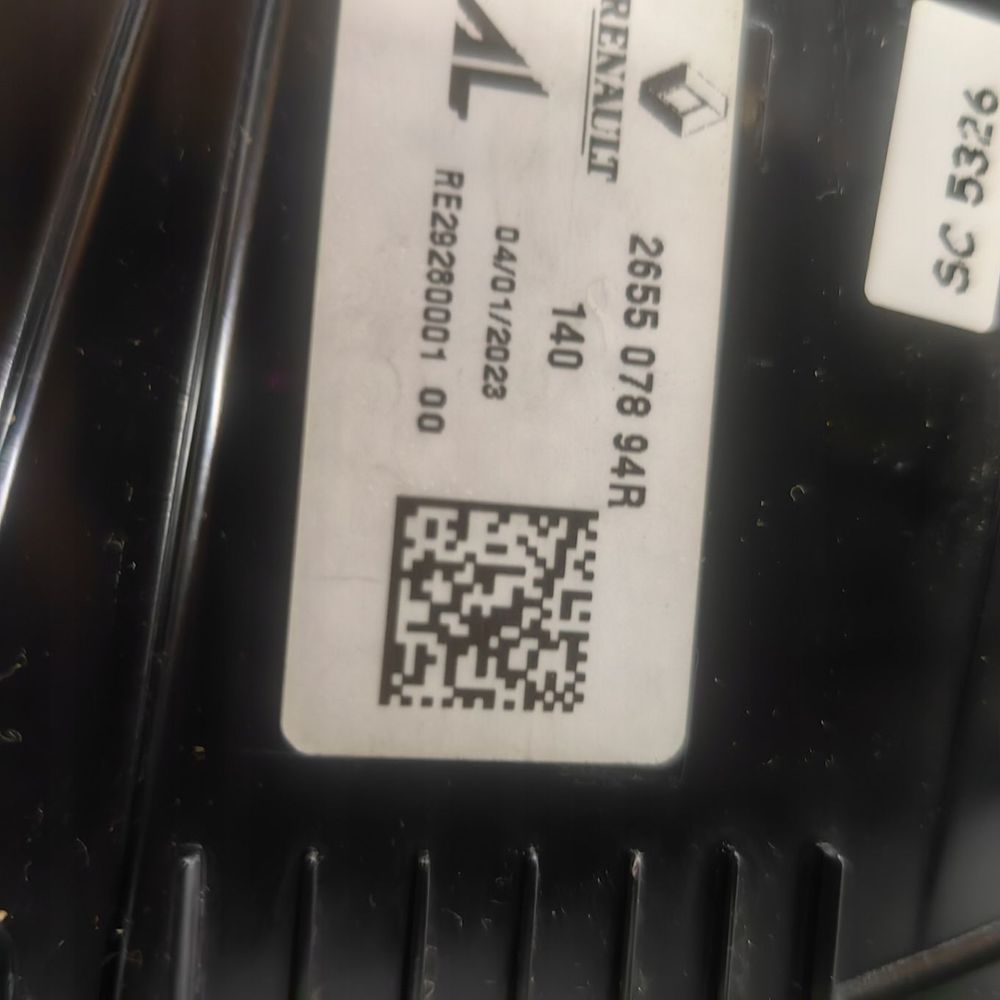 RENAULT
2655 078 94R
140
04/01/2023
RE29280001 00
SC 5326